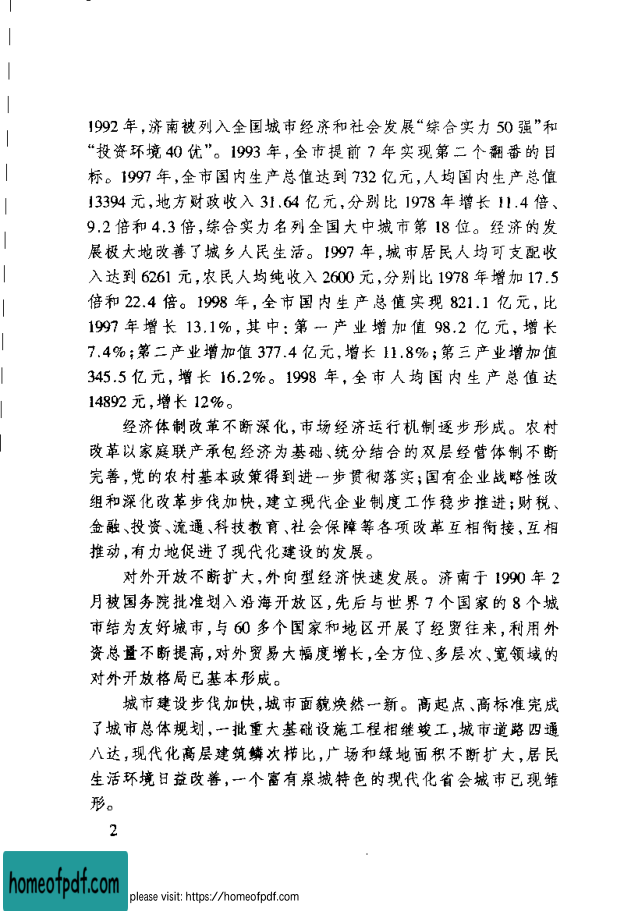 1992 年,济南被列入全国城市经济和社会发展“综合实力 50 强”和
“投资环境 40 优”。1993 年,全市提前 7 年实现第二个翻番的目
标。1997 年,全市国内生产总值达到 732 亿元,人均国内生产总值
13394 元,地方财政收入 31.64 亿元,分别比 1978 年增长 11.4 倍、
9.2 倍和 4.3 倍,综合实力名列全国大中城市第 18 位。经济的发
展极大地改善了城乡人民生活。1997 年,城市居民人均可支配收
入达到 6261 元,农民人均纯收入 2600 元,分别比 1978 年增加 17.5
倍和 22.4 倍。1998 年,全市国内生产总值实现 821.1 亿元,比
1997 年增长 13.1%,其中:第一产业增加值 98.2 亿元,增长
7.4%;第二产业增加值 377.4 亿元,增长 11.8%;第三产业增加值
345.5 亿元,增长 16.2%。1998 年,全市人均国内生产总值达
14892 元,增长 12%。
经济体制改革不断深化,市场经济运行机制逐步形成。农村
改革以家庭联产承包经济为基础、统分结合的双层经营体制不断
完善,党的农村基本政策得到进一步贯彻落实;国有企业战略性改
组和深化改革步伐加快,建立现代企业制度工作稳步推进;财税、
金融、投资、流通、科技教育、社会保障等各项改革互相衔接,互相
推动,有力地促进了现代化建设的发展。
对外开放不断扩大,外向型经济快速发展。济南于 1990 年 2
月被国务院批准划入沿海开放区,先后与世界 7 个国家的 8 个城
市结为友好城市,与 60 多个国家和地区开展了经贸往来,利用外
资总量不断提高,对外贸易大幅度增长,全方位、多层次、宽领域的
对外开放格局已基本形成。
城市建设步伐加快,城市面貌焕然一新。高起点、高标准完成
了城市总体规划,一批重大基础设施工程相继竣工,城市道路四通
八达,现代化高层建筑鳞次栉比,广场和绿地面积不断扩大,居民
生活环境日益改善,一个富有泉城特色的现代化省会城市已现雏
形。
2
homeofpdf.com
please visit: https://homeofpdf.com